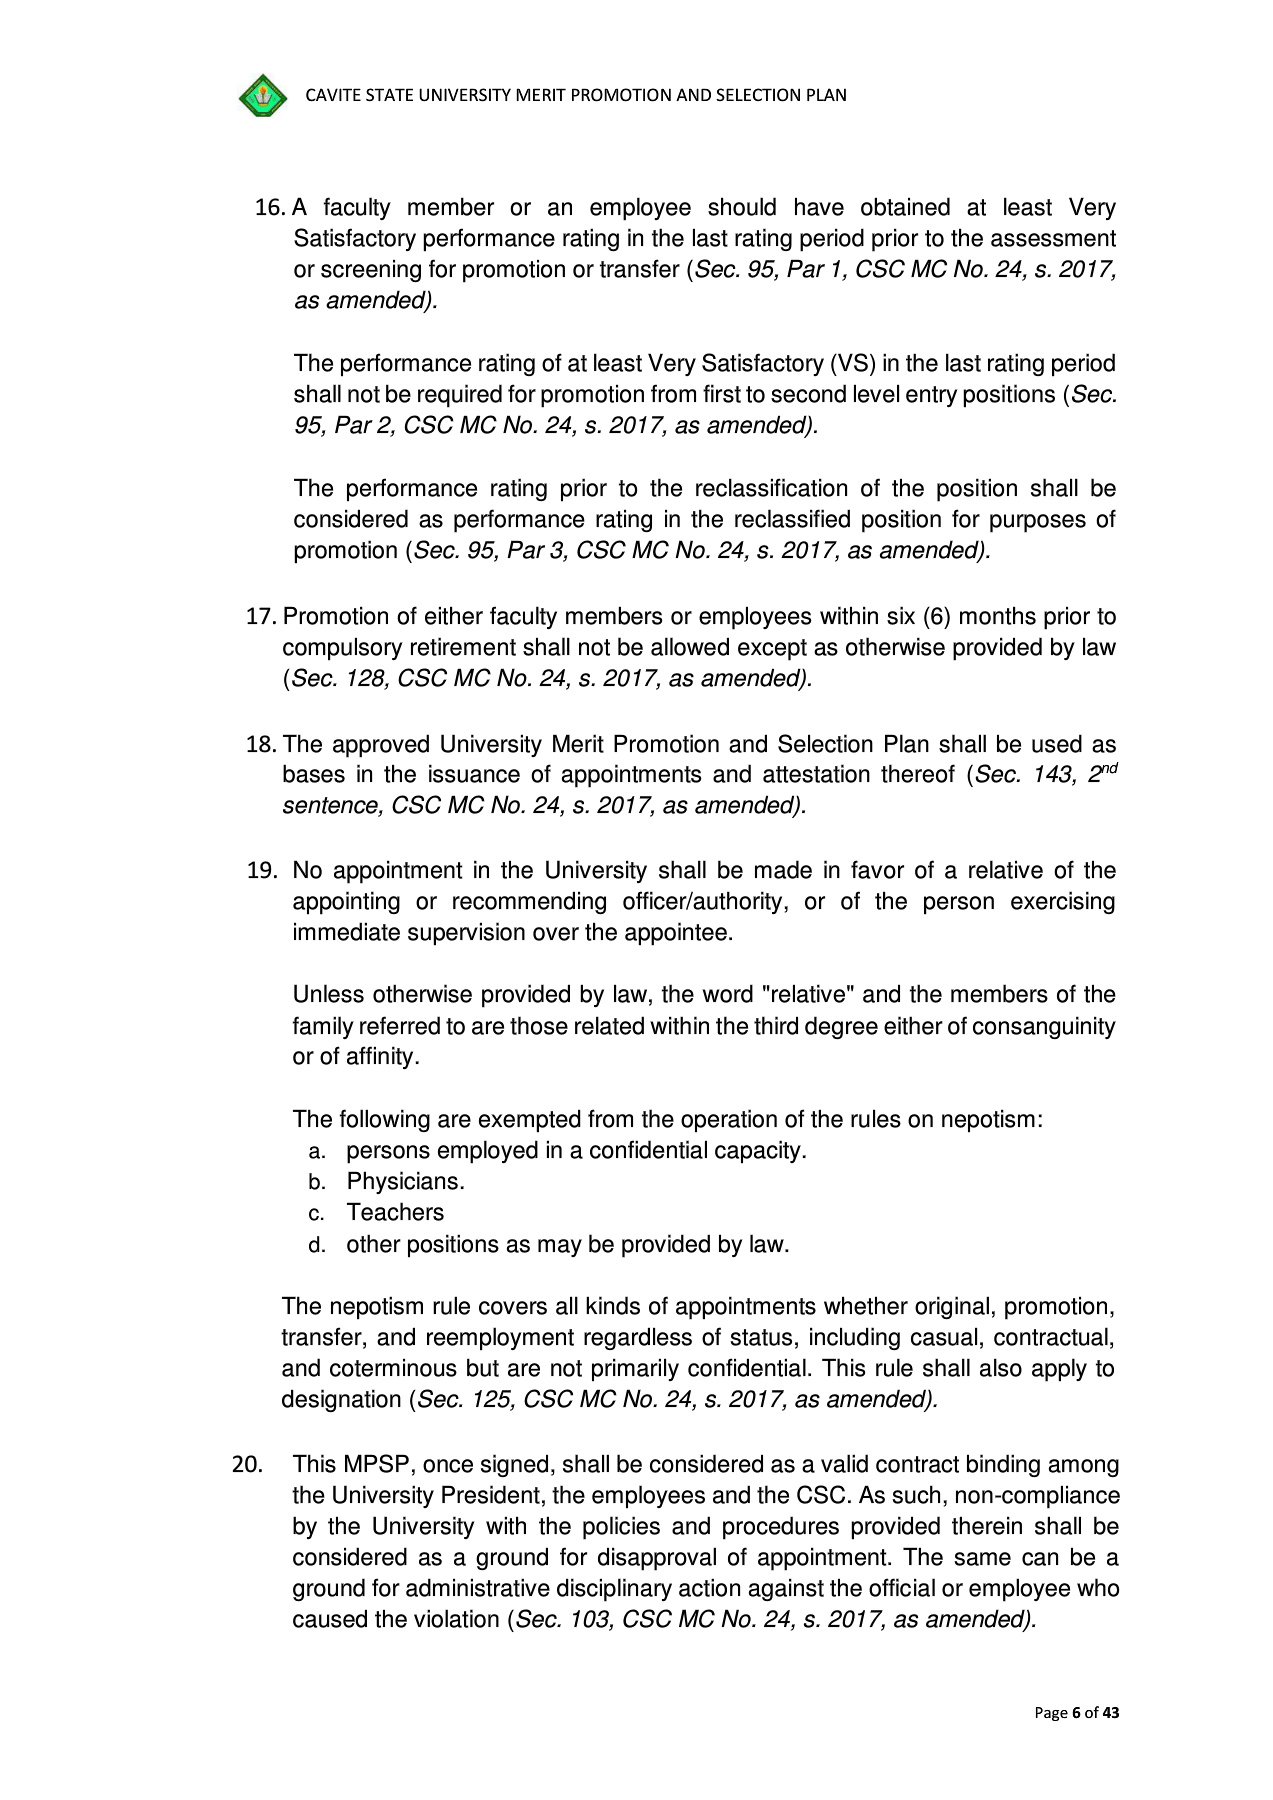 CAVITE STATE UNIVERSITY MERIT PROMOTION AND SELECTION PLAN
16. A faculty member or an employee should have obtained at least Very
Satisfactory performance rating in the last rating period prior to the assessment
or screening for promotion or transfer (Sec. 95, Par 1, CSC MC No. 24, s. 2017,
as amended).
The performance rating of at least Very Satisfactory (VS) in the last rating period
shall not be required for promotion from first to second level entry positions (Sec.
95, Par 2, CSC MC No. 24, s. 2017, as amended).
The performance rating prior to the reclassification of the position shall be
considered as performance rating in the reclassified position for purposes of
promotion (Sec. 95, Par 3, CSC MC No. 24, s. 2017, as amended).
17. Promotion of either faculty members or employees within six (6) months prior to
compulsory retirement shall not be allowed except as otherwise provided by law
(Sec. 128, CSC MC No. 24, s. 2017, as amended).
18. The approved University Merit Promotion and Selection Plan shall be used as
bases in the issuance of appointments and attestation thereof (Sec. 143, 2nd
sentence, CSC MC No. 24, s. 2017, as amended).
19. No appointment in the University shall be made in favor of a relative of the
appointing or recommending officer/authority, or of the person exercising
immediate supervision over the appointee.
Unless otherwise provided by law, the word "relative" and the members of the
family referred to are those related within the third degree either of consanguinity
or of affinity.
The following are exempted from the operation of the rules on nepotism:
a. persons employed in a confidential capacity.
b. Physicians.
c. Teachers
d. other positions as may be provided by law.
The nepotism rule covers all kinds of appointments whether original, promotion,
transfer, and reemployment regardless of status, including casual, contractual,
and coterminous but are not primarily confidential. This rule shall also apply to
designation (Sec. 125, CSC MC No. 24, s. 2017, as amended).
20. This MPSP, once signed, shall be considered as a valid contract binding among
the University President, the employees and the CSC. As such, non-compliance
by the University with the policies and procedures provided therein shall be
considered as a ground for disapproval of appointment. The same can be a
ground for administrative disciplinary action against the official or employee who
caused the violation (Sec. 103, CSC MC No. 24, s. 2017, as amended).
Page 6 of 43